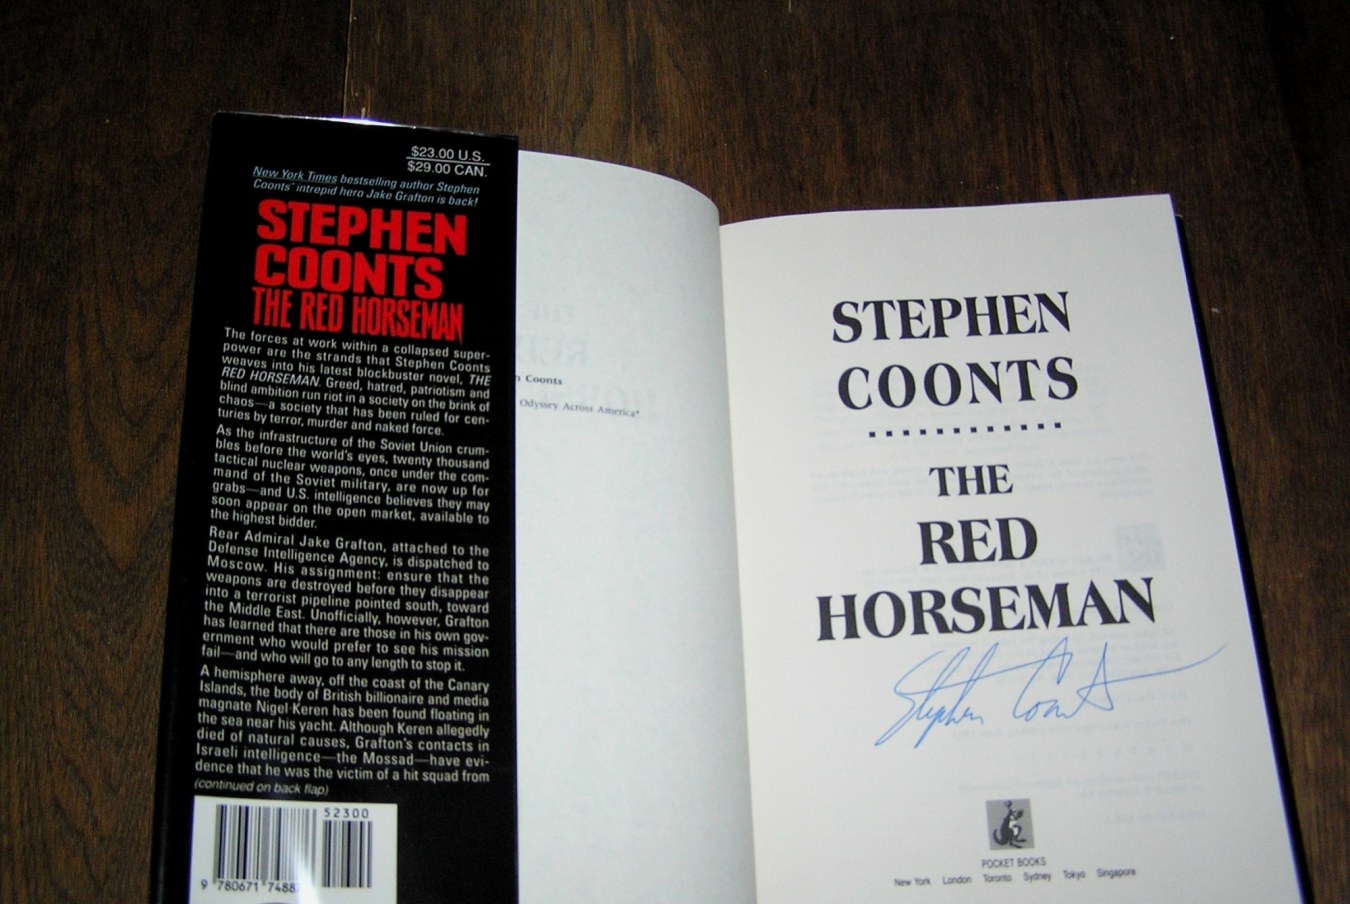 $23.00 U.S.
$29.00 CAN.
New York Times bestselling author Stephen
Coonts' intrepid hero Jake Grafton is back!
STEPHEN
COONTS
THE RED HORSEMAN
The forces at work within a collapsed super-
power are the strands that Stephen Coonts
weaves into his latest blockbuster novel, THE
RED HORSEMAN. Greed, hatred, patriotism and
blind ambition run riot in a society on the brink of
chaos—a society that has been ruled for cen-
turies by terror, murder and naked force.
As the infrastructure of the Soviet Union crum-
bles before the world's eyes, twenty thousand
tactical nuclear weapons, once under the com-
mand of the Soviet military, are now up for
grabs—and U.S. intelligence believes they may
soon appear on the open market, available to
the highest bidder.
Rear Admiral Jake Grafton, attached to the
Defense Intelligence Agency, is dispatched to
Moscow. His assignment: ensure that the
weapons are destroyed before they disappear
into a terrorist pipeline pointed south, toward
the Middle East. Unofficially, however, Grafton
has learned that there are those in his own gov-
ernment who would prefer to see his mission
fail—and who will go to any length to stop it.
A hemisphere away, off the coast of the Canary
Islands, the body of British billionaire and media
magnate Nigel Keren has been found floating in
the sea near his yacht. Although Keren allegedly
died of natural causes, Grafton's contacts in
Israeli intelligence—the Mossad—have evi-
dence that he was the victim of a hit squad from
(continued on back flap)
52300
9 780671 7488
n Coonts
Odyssey Across America*
STEPHEN
COONTS
THE
RED
HORSEMAN
Stephen Coonts
POCKET BOOKS
New York London Toronto Sydney Tokyo Singapore